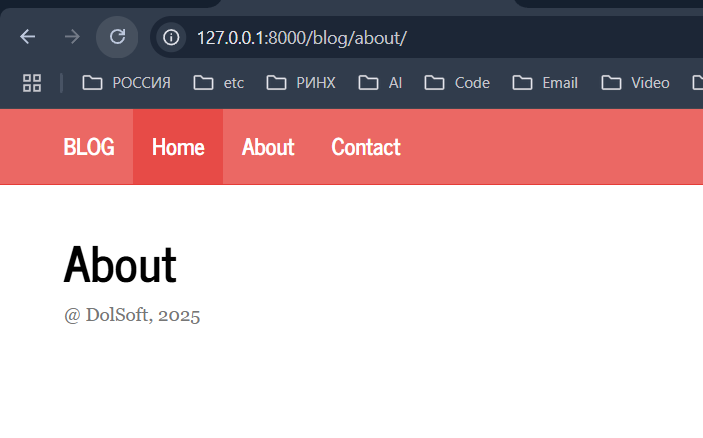 127.0.0.1:8000/blog/about/
РОССИЯ etc РИНХ AI Code Email Video
BLOG Home About Contact
About
@ DolSoft, 2025